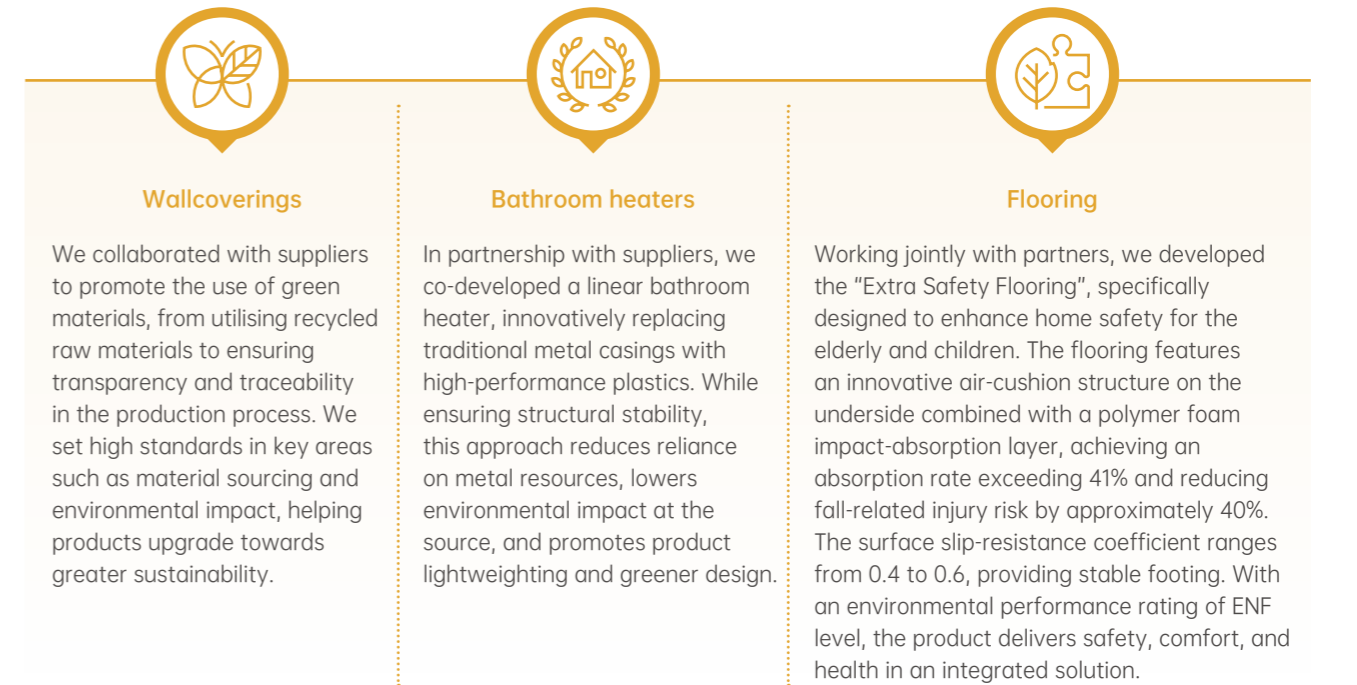 Wallcoverings
We collaborated with suppliers
to promote the use of green
materials, from utilising recycled
raw materials to ensuring
transparency and traceability
in the production process. We
set high standards in key areas
such as material sourcing and
environmental impact, helping
products upgrade towards
greater sustainability.
Bathroom heaters
In partnership with suppliers, we
co-developed a linear bathroom
heater, innovatively replacing
traditional metal casings with
high-performance plastics. While
ensuring structural stability,
this approach reduces reliance
on metal resources, lowers
environmental impact at the
source, and promotes product
lightweighting and greener design.
Flooring
Working jointly with partners, we developed
the “Extra Safety Flooring”, specifically
designed to enhance home safety for the
elderly and children. The flooring features
an innovative air-cushion structure on the
underside combined with a polymer foam
impact-absorption layer, achieving an
absorption rate exceeding 41% and reducing
fall-related injury risk by approximately 40%.
The surface slip-resistance coefficient ranges
from 0.4 to 0.6, providing stable footing. With
an environmental performance rating of ENF
level, the product delivers safety, comfort, and
health in an integrated solution.